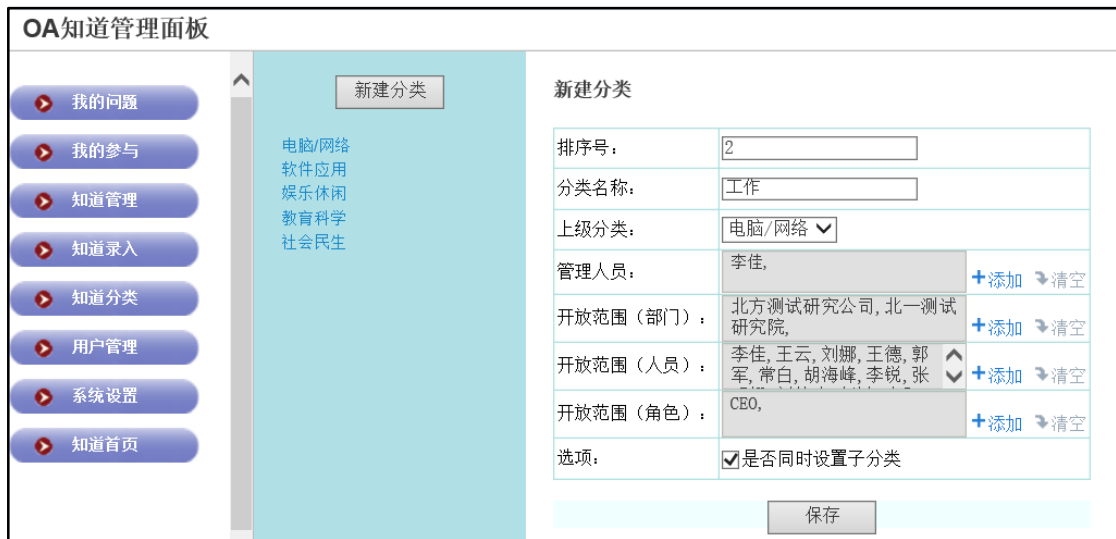 OA知道管理面板
我的问题
我的参与
知道管理
知道录入
知道分类
用户管理
系统设置
知道首页
新建分类
电脑/网络
软件应用
娱乐休闲
教育科学
社会民生
新建分类
排序号： 2
分类名称： 工作
上级分类： 电脑/网络
管理人员： 李佳, 添加 清空
开放范围（部门）： 北方测试研究公司, 北一测试
研究院, 添加 清空
开放范围（人员）： 李佳, 王云, 刘娜, 王德, 郭
军, 常白, 胡海峰, 李锐, 张 添加 清空
开放范围（角色）： CEO, 添加 清空
选项： 是否同时设置子分类
保存